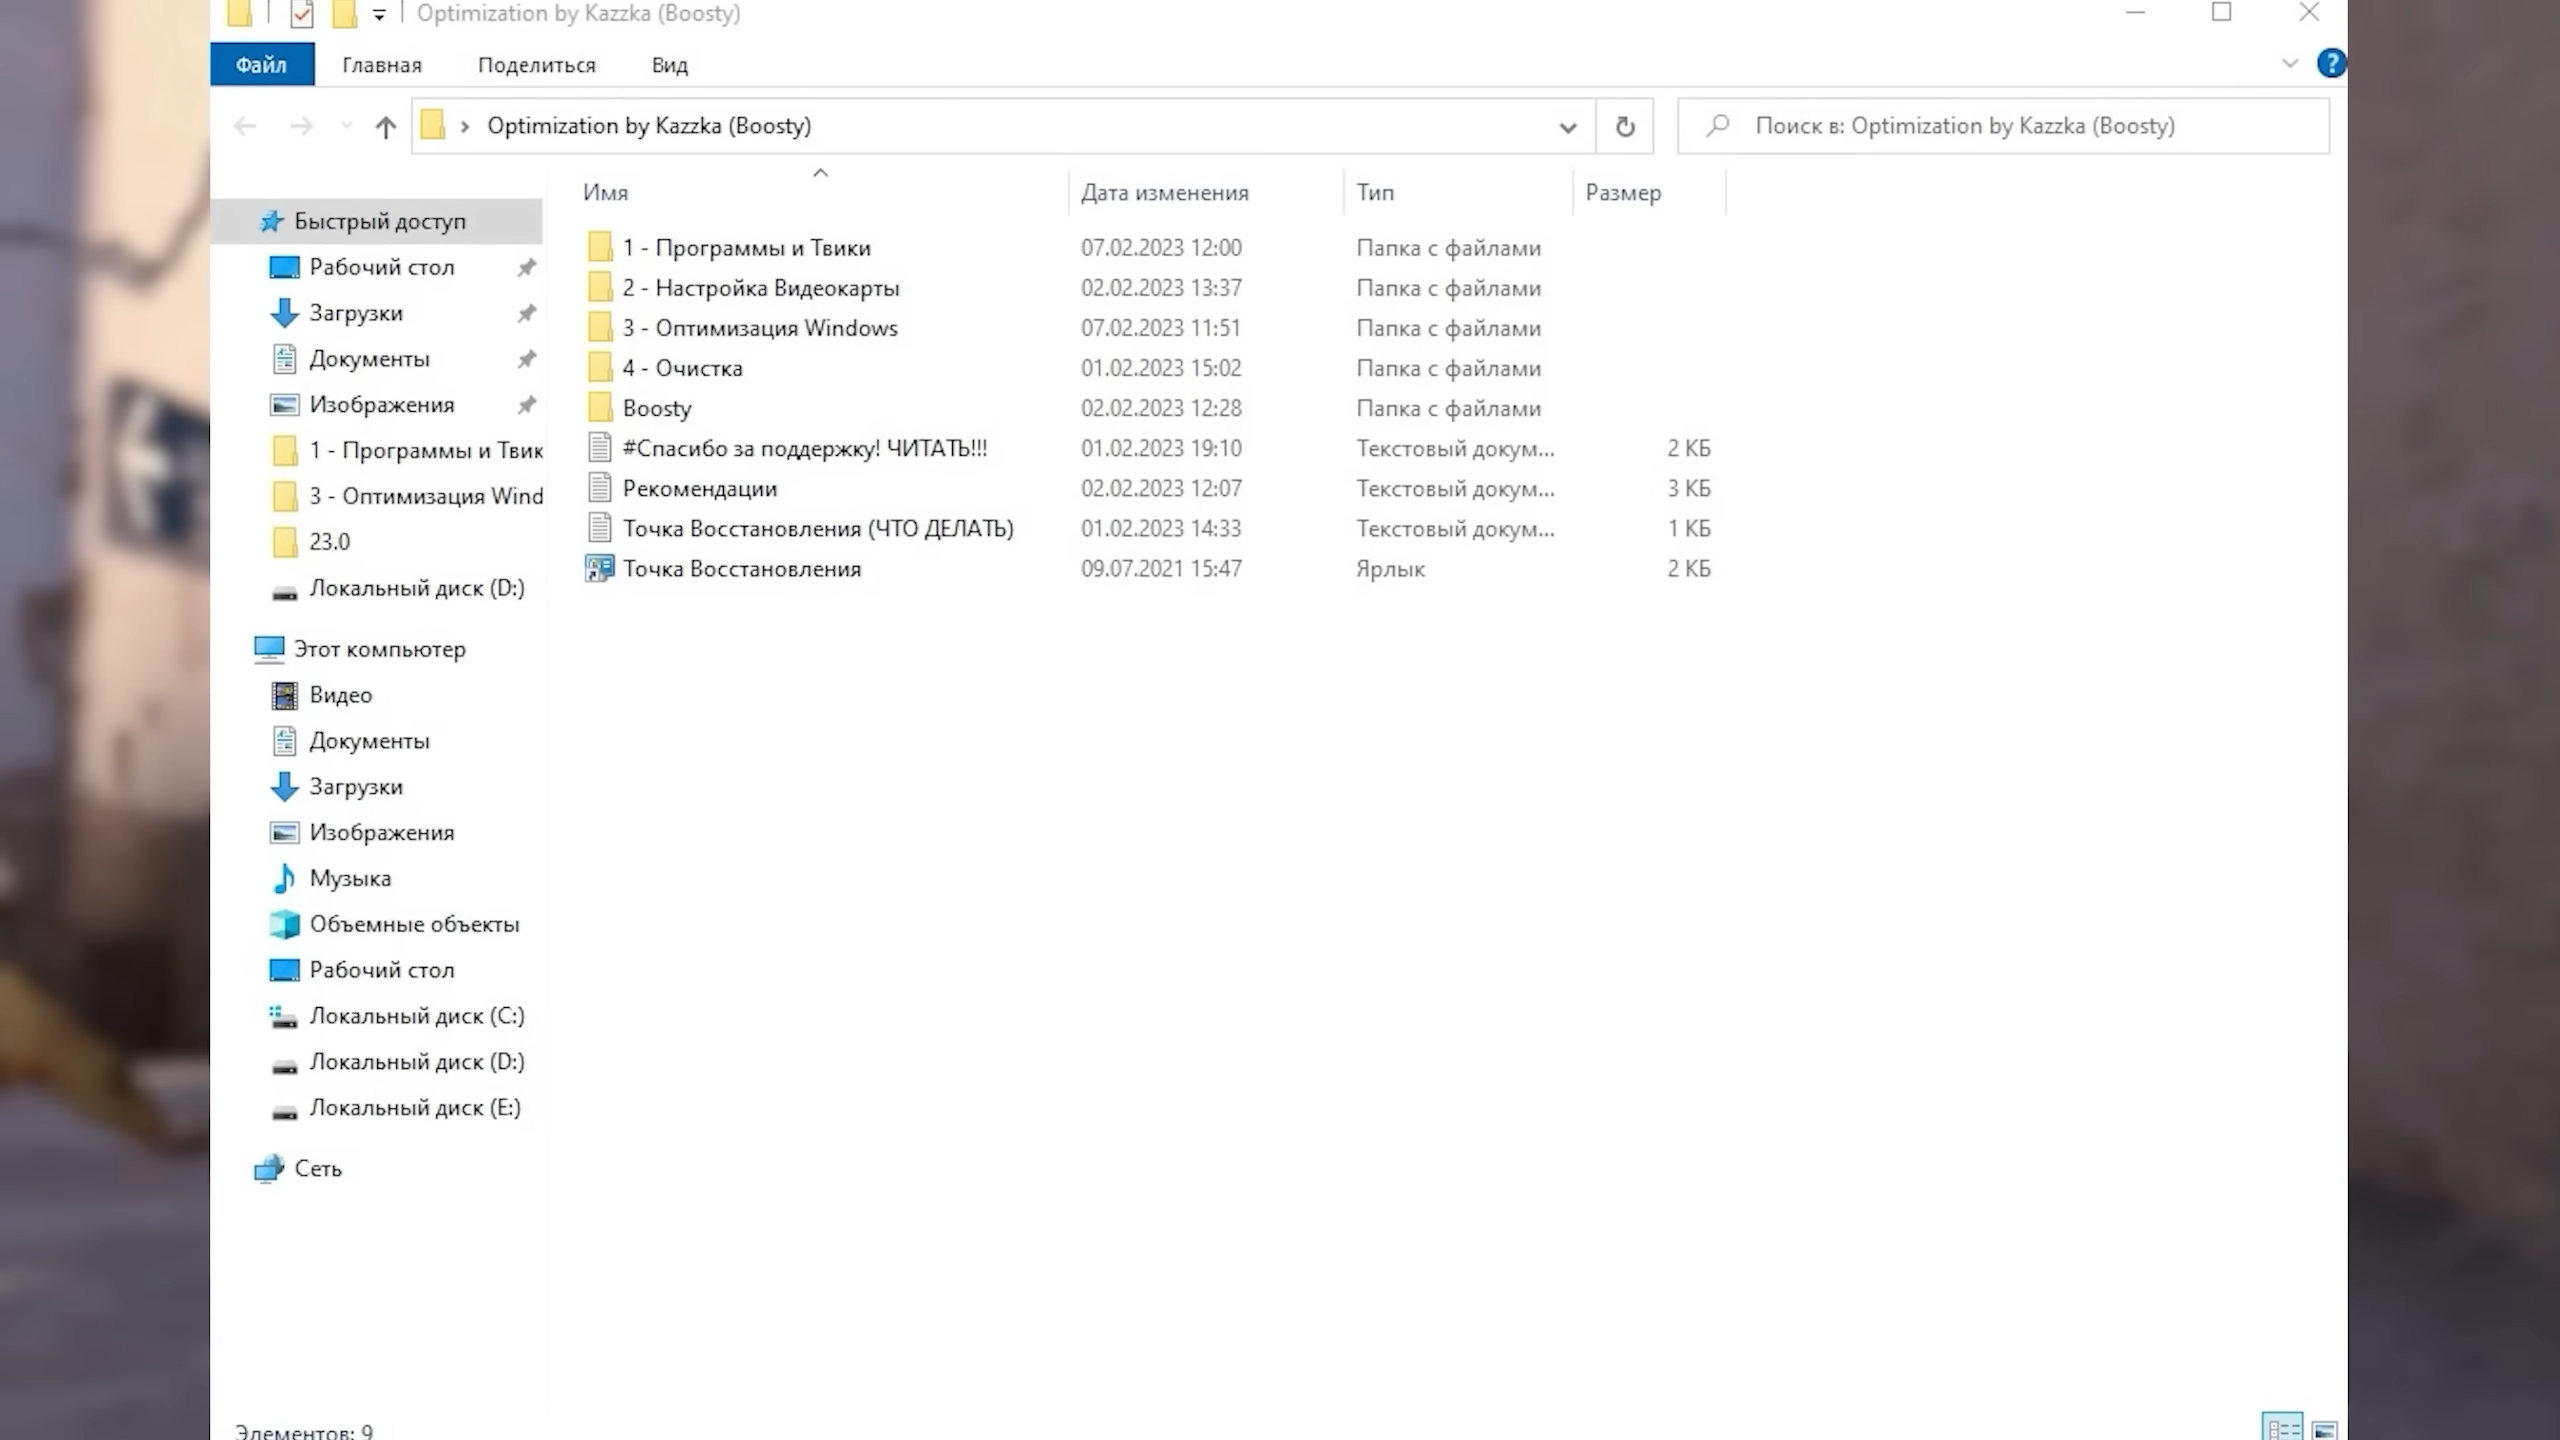 Optimization by Kazzka (Boosty)
Файл Главная Поделиться Вид
Optimization by Kazzka (Boosty) Поиск в: Optimization by Kazzka (Boosty)
Имя Дата изменения Тип Размер
1 - Программы и Твики 07.02.2023 12:00 Папка с файлами
2 - Настройка Видеокарты 02.02.2023 13:37 Папка с файлами
3 - Оптимизация Windows 07.02.2023 11:51 Папка с файлами
4 - Очистка 01.02.2023 15:02 Папка с файлами
Boosty 02.02.2023 12:28 Папка с файлами
#Спасибо за поддержку! ЧИТАТЬ!!! 01.02.2023 19:10 Текстовый докум... 2 КБ
Рекомендации 02.02.2023 12:07 Текстовый докум... 3 КБ
Точка Восстановления (ЧТО ДЕЛАТЬ) 01.02.2023 14:33 Текстовый докум... 1 КБ
Точка Восстановления 09.07.2021 15:47 Ярлык 2 КБ
Быстрый доступ
Рабочий стол
Загрузки
Документы
Изображения
1 - Программы и Твик
3 - Оптимизация Wind
23.0
Локальный диск (D:)
Этот компьютер
Видео
Документы
Загрузки
Изображения
Музыка
Объемные объекты
Рабочий стол
Локальный диск (C:)
Локальный диск (D:)
Локальный диск (E:)
Сеть
Элементов: 9